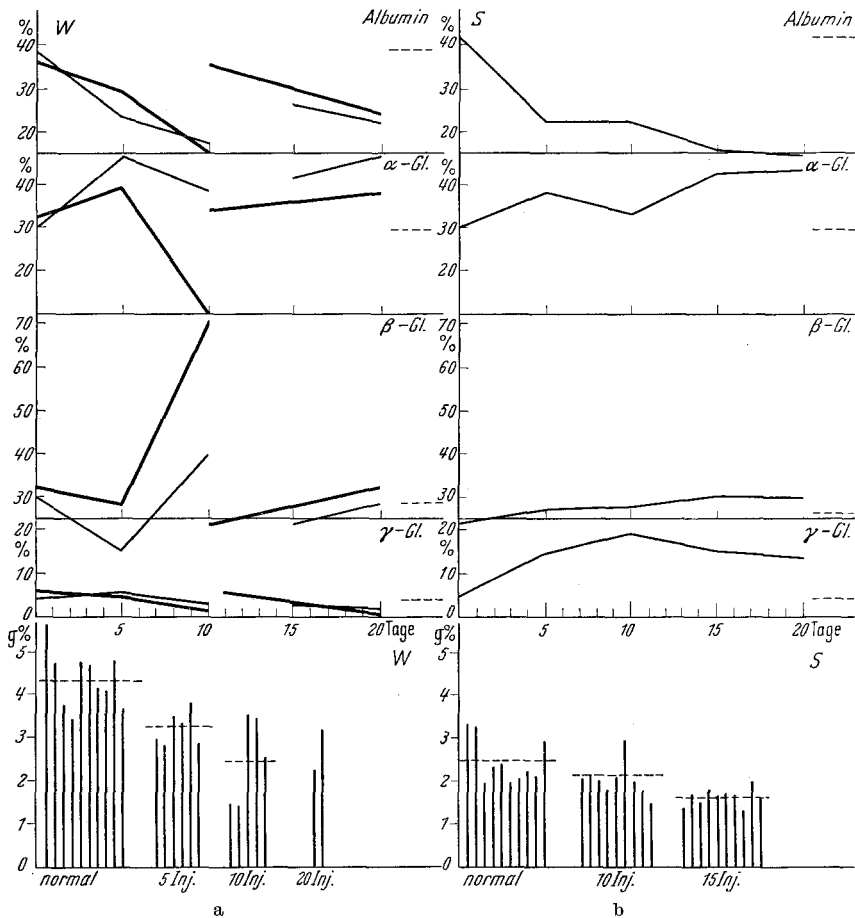 % W Albumin
40
30
20
% α-Gl.
40
30
20
70 β-Gl.
%
60
40
30
20 γ-Gl.
%
10
0
5 10 15 20 Tage
g% W
5
4
3
2
1
0
normal 5 Inj. 10 Inj. 20 Inj.
a
% S Albumin
40
30
20
% α-Gl.
40
30
20
70 β-Gl.
%
60
40
30
20 γ-Gl.
%
10
0
5 10 15 20 Tage
g% S
5
4
3
2
1
0
normal 10 Inj. 15 Inj.
b